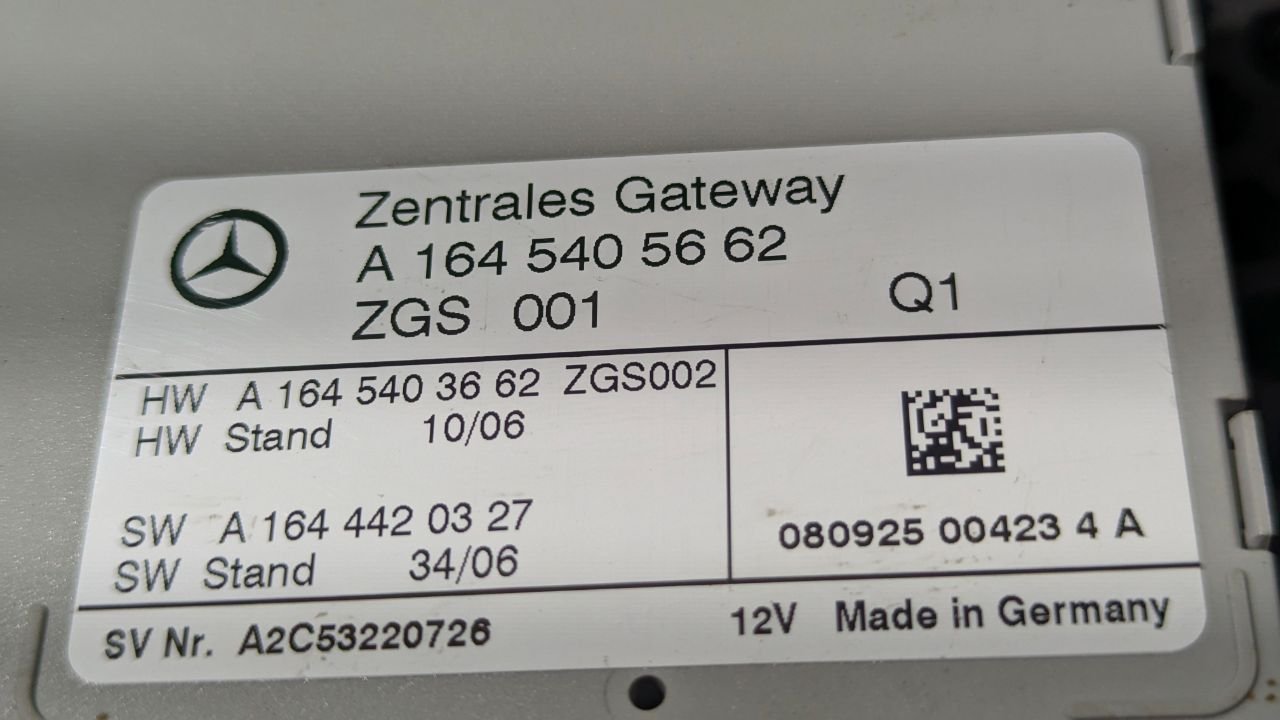 Zentrales Gateway
A 164 540 56 62
ZGS 001 Q1
HW A 164 540 36 62 ZGS002
HW Stand 10/06
SW A 164 442 03 27
SW Stand 34/06
080925 00423 4 A
SV Nr. A2C53220726
12V Made in Germany